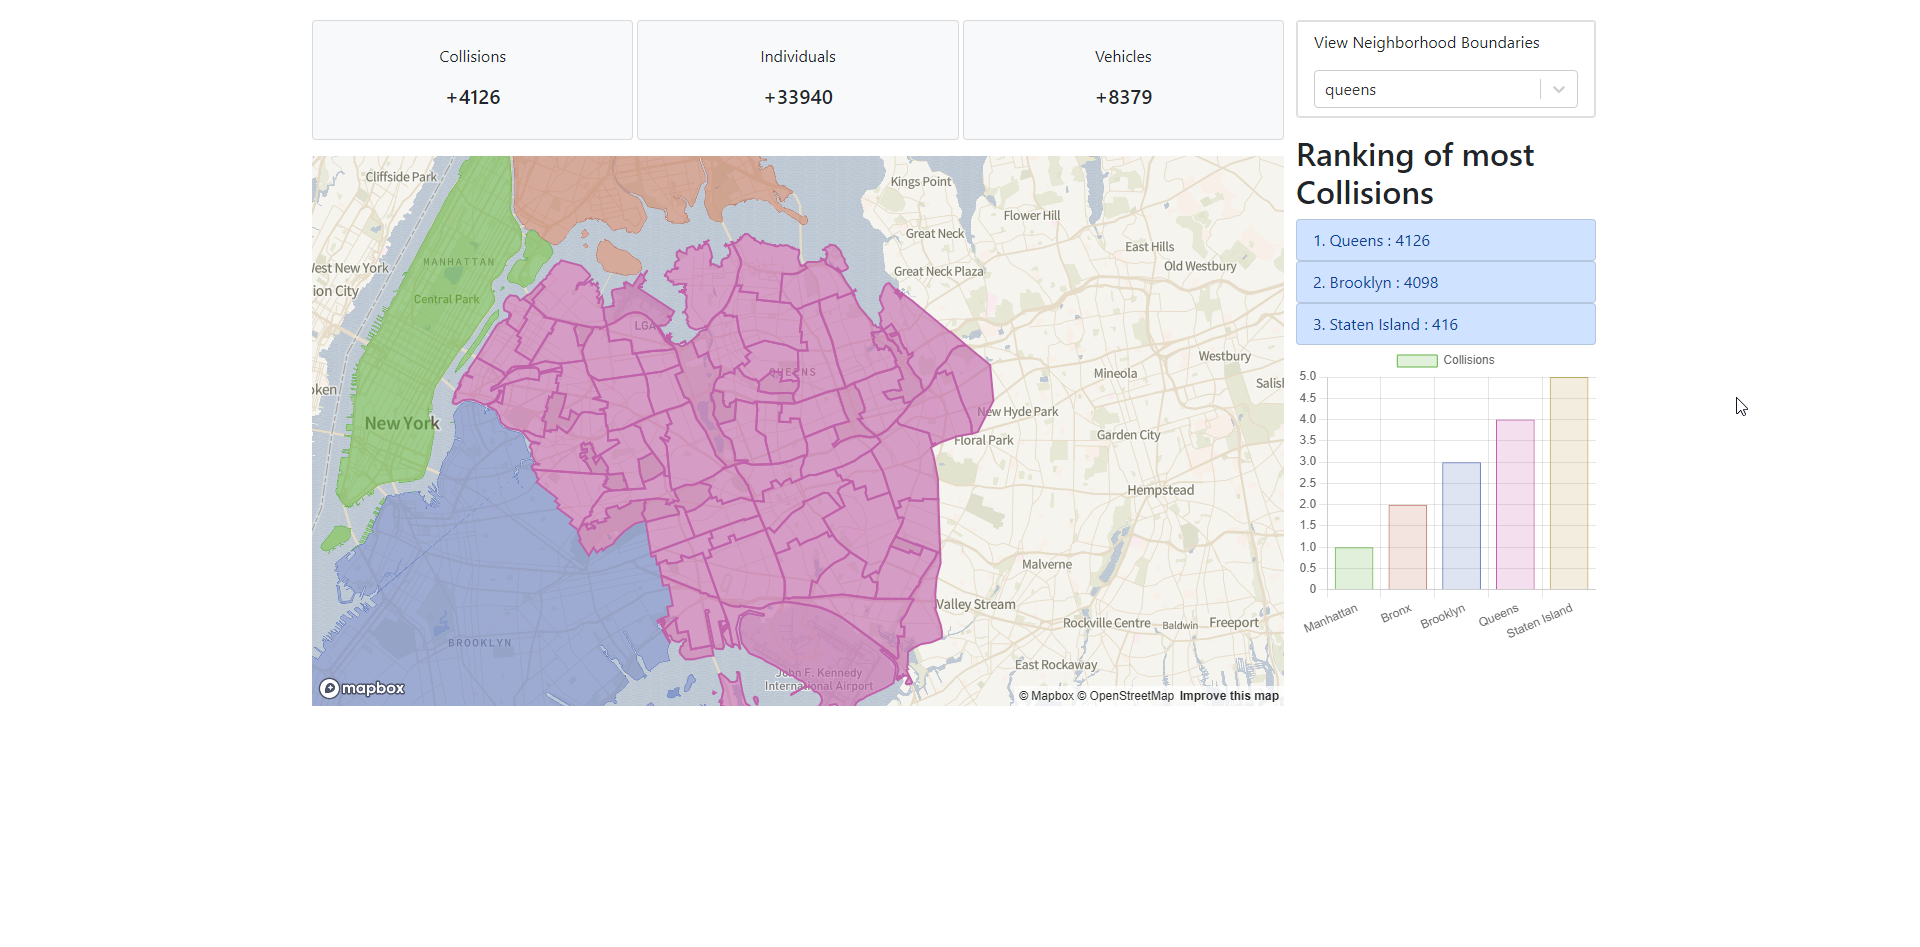 Collisions
+4126
Individuals
+33940
Vehicles
+8379
View Neighborhood Boundaries
queens
Ranking of most
Collisions
1. Queens : 4126
2. Brooklyn : 4098
3. Staten Island : 416
Collisions
5.0
4.5
4.0
3.5
3.0
2.5
2.0
1.5
1.0
0.5
0
Manhattan
Bronx
Brooklyn
Queens
Staten Island
Cliffside Park
Kings Point
Flower Hill
Great Neck
East Hills
MANHATTAN
Old Westbury
West New York
Great Neck Plaza
ion City
Central Park
LGA
Westbury
QUEENS
Mineola
Salisb
oken
New Hyde Park
New York
Floral Park
Garden City
Hempstead
Malverne
Valley Stream
Rockville Centre
Baldwin
Freeport
BROOKLYN
East Rockaway
John F. Kennedy
International Airport
mapbox
© Mapbox © OpenStreetMap Improve this map